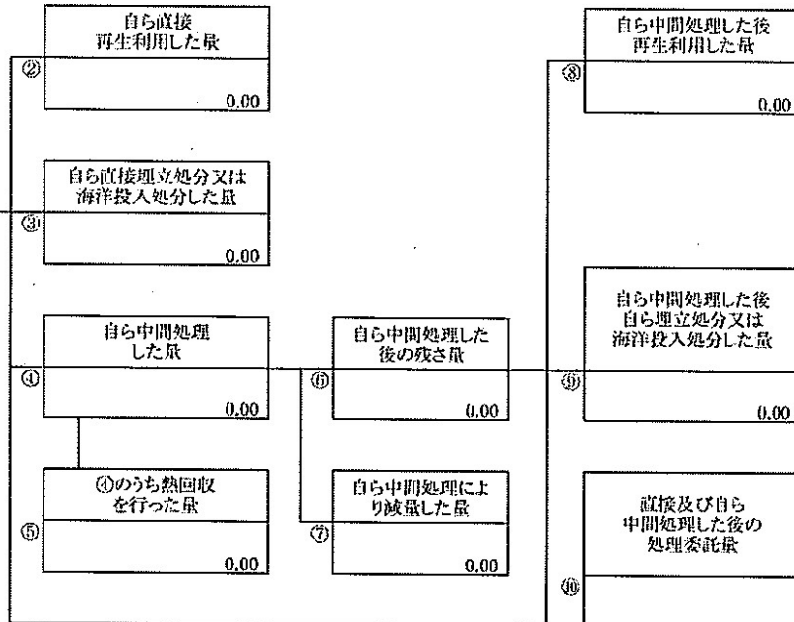 自ら直接
再生利用した量
②
0.00
自ら直接埋立処分又は
海洋投入処分した量
③
0.00
自ら中間処理
した量
④
0.00
④のうち熱回収
を行った量
⑤
0.00
自ら中間処理した
後の残さ量
⑥
0.00
自ら中間処理によ
り減量した量
⑦
0.00
自ら中間処理した後
再生利用した量
⑧
0.00
自ら中間処理した後
自ら埋立処分又は
海洋投入処分した量
⑨
0.00
直接及び自ら
中間処理した後の
処理委託量
⑩